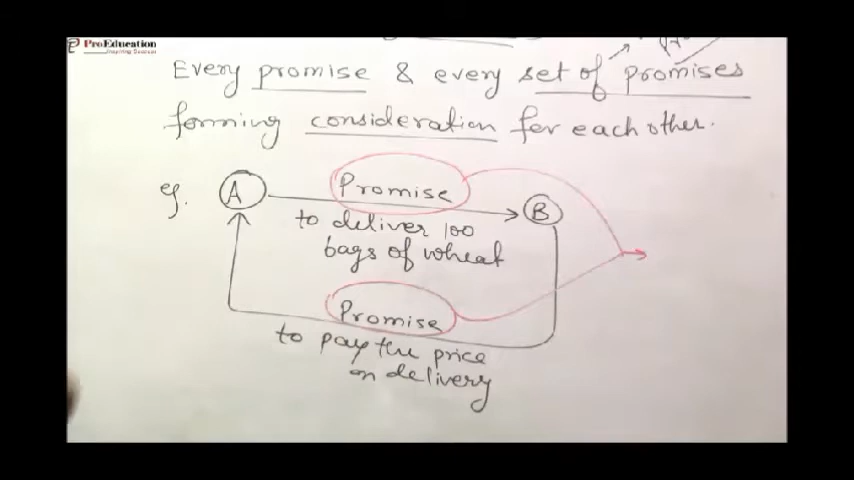 ProEducation
Every promise & every set of promises
forming consideration for each other.
eg. A Promise B
to deliver 100
bags of wheat
Promise
to pay the price
on delivery